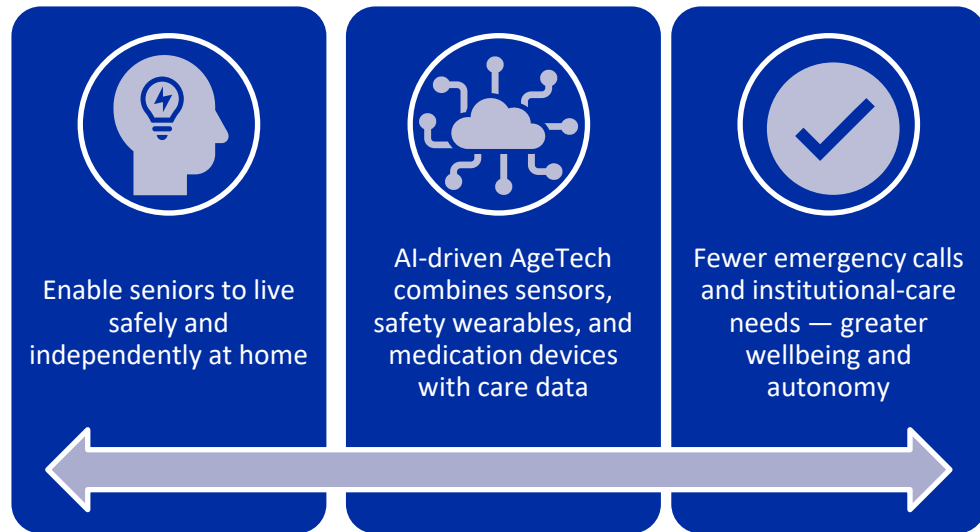 Enable seniors to live
safely and
independently at home
AI-driven AgeTech
combines sensors,
safety wearables, and
medication devices
with care data
Fewer emergency calls
and institutional-care
needs — greater
wellbeing and
autonomy